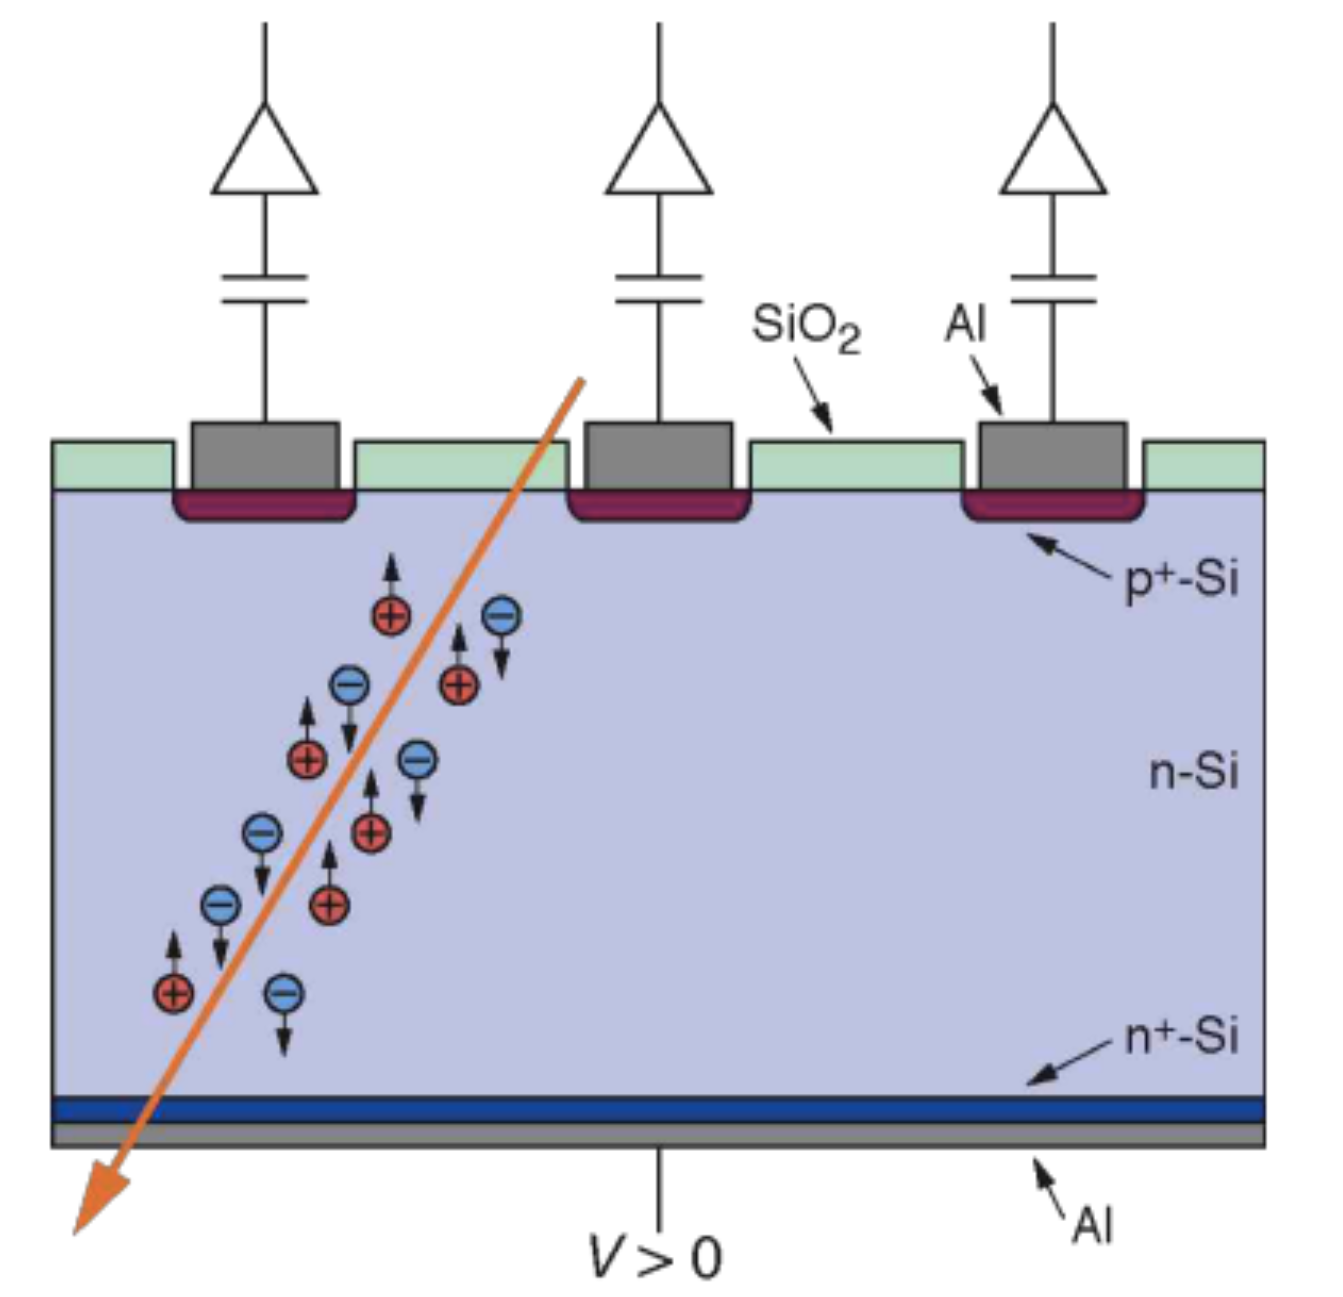 SiO₂
Al
p⁺-Si
n-Si
n⁺-Si
Al
V > 0